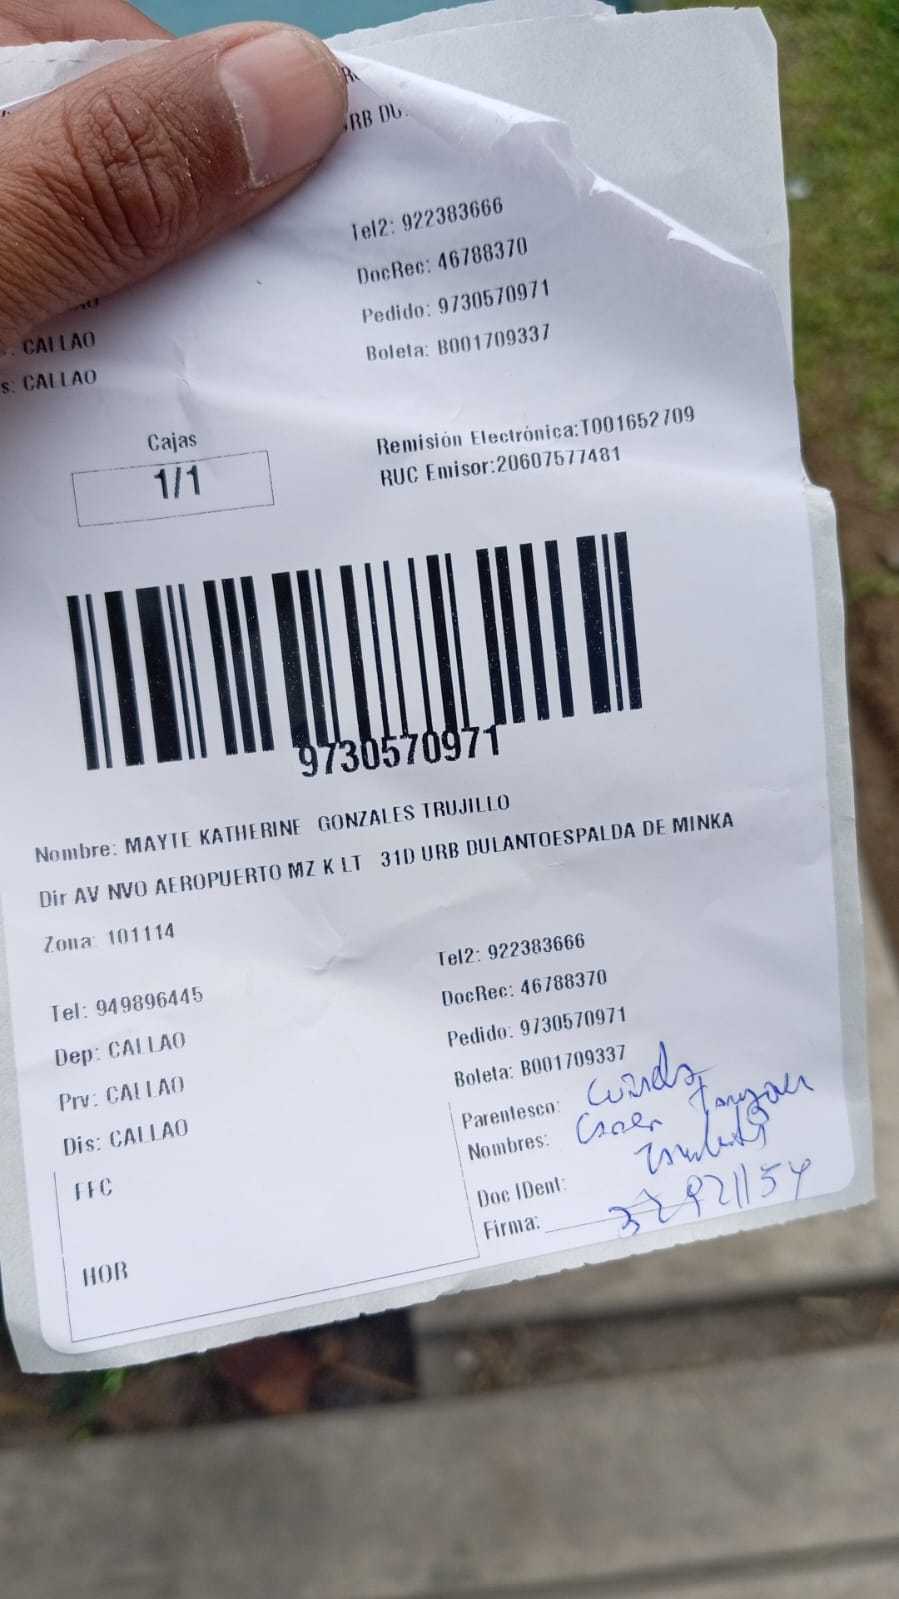 RB DU
Tel2: 922383666
DocRec: 46788370
Pedido: 9730570971
Boleta: B001709337
: CALLAO
s: CALLAO
Cajas
1/1
Remisión Electrónica:T001652709
RUC Emisor:20607577481
9730570971
Nombre: MAYTE KATHERINE GONZALES TRUJILLO
Dir AV NVO AEROPUERTO MZ K LT 31D URB DULANTOESPALDA DE MINKA
Zona: 101114
Tel: 949896445
Dep: CALLAO
Prv: CALLAO
Dis: CALLAO
Tel2: 922383666
DocRec: 46788370
Pedido: 9730570971
Boleta: B001709337
Parentesco:
Nombres:
Doc IDent:
Firma:
FEC
HOR